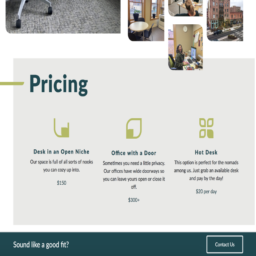 Pricing
Desk in an Open Niche
Our space is full of all sorts of nooks
you can cozy up into.
$150
Office with a Door
Sometimes you need a little privacy.
Our offices have wide doorways so
you can leave yours open or close it
off.
$300+
Hot Desk
This option is perfect for the nomads
among us. Just grab an available desk
and pay by the day!
$20 per day
Sound like a good fit?
Contact Us